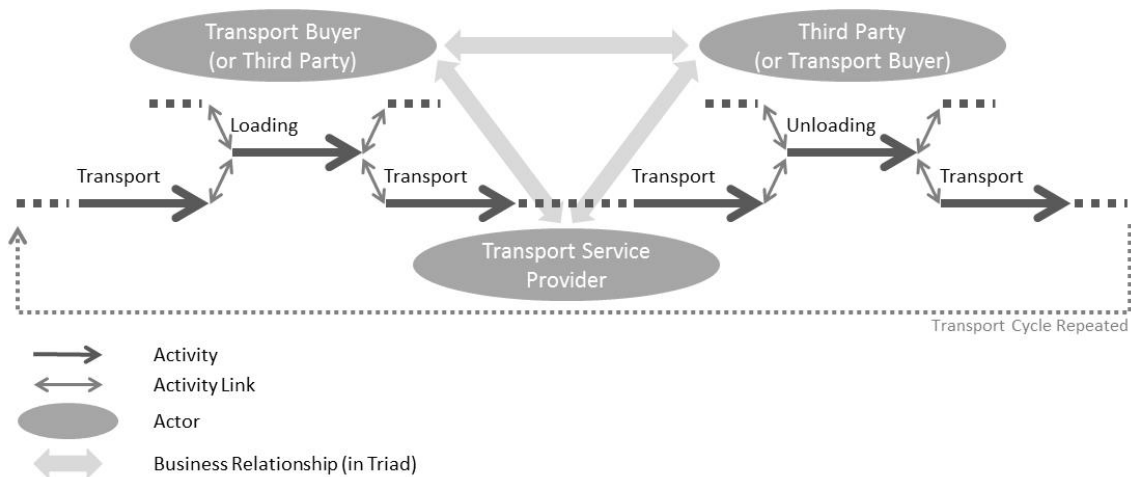 Transport Buyer
(or Third Party)
Third Party
(or Transport Buyer)
Loading
Unloading
Transport
Transport
Transport
Transport
Transport Service
Provider
Transport Cycle Repeated
Activity
Activity Link
Actor
Business Relationship (in Triad)